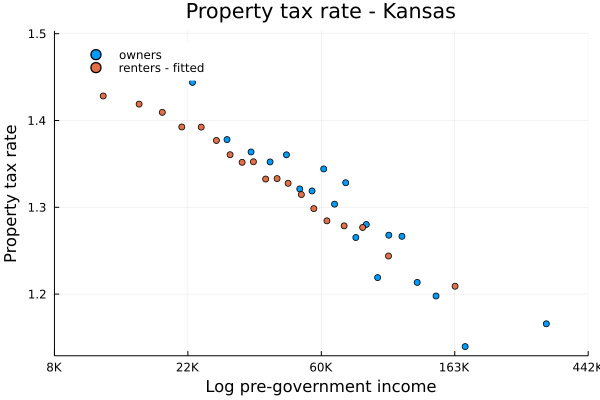 Property tax rate - Kansas
owners
renters - fitted
Property tax rate
1.5
1.4
1.3
1.2
8K 22K 60K 163K 442K
Log pre-government income